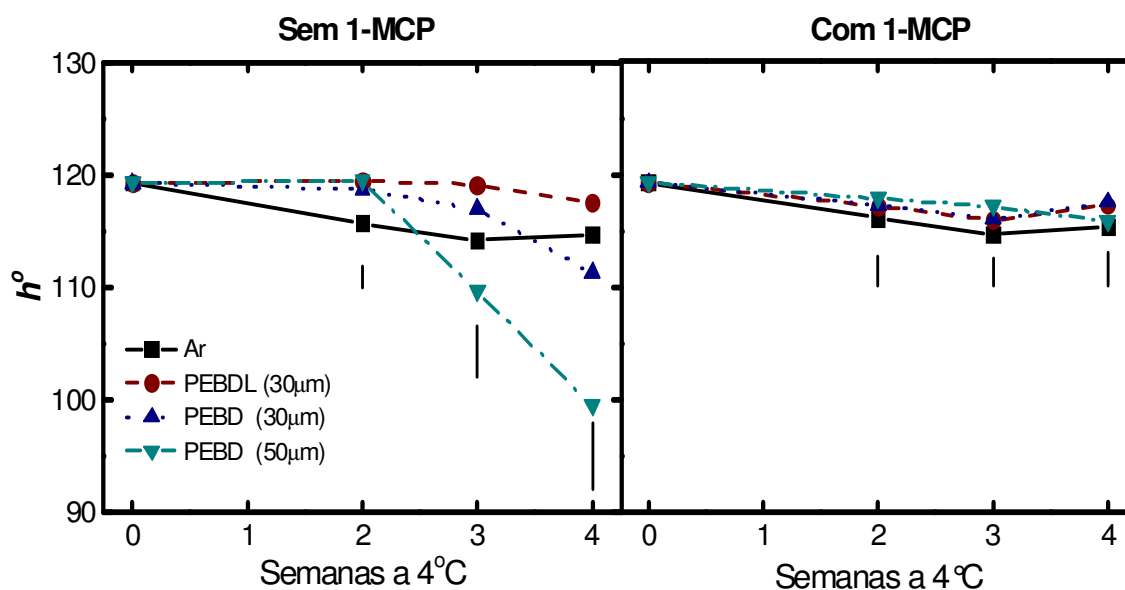 Sem 1-MCP
Com 1-MCP
130
120
110
100
90
hº
Ar
PEBDL (30μm)
PEBD (30μm)
PEBD (50μm)
0 1 2 3 4
0 1 2 3 4
Semanas a 4°C
Semanas a 4°C